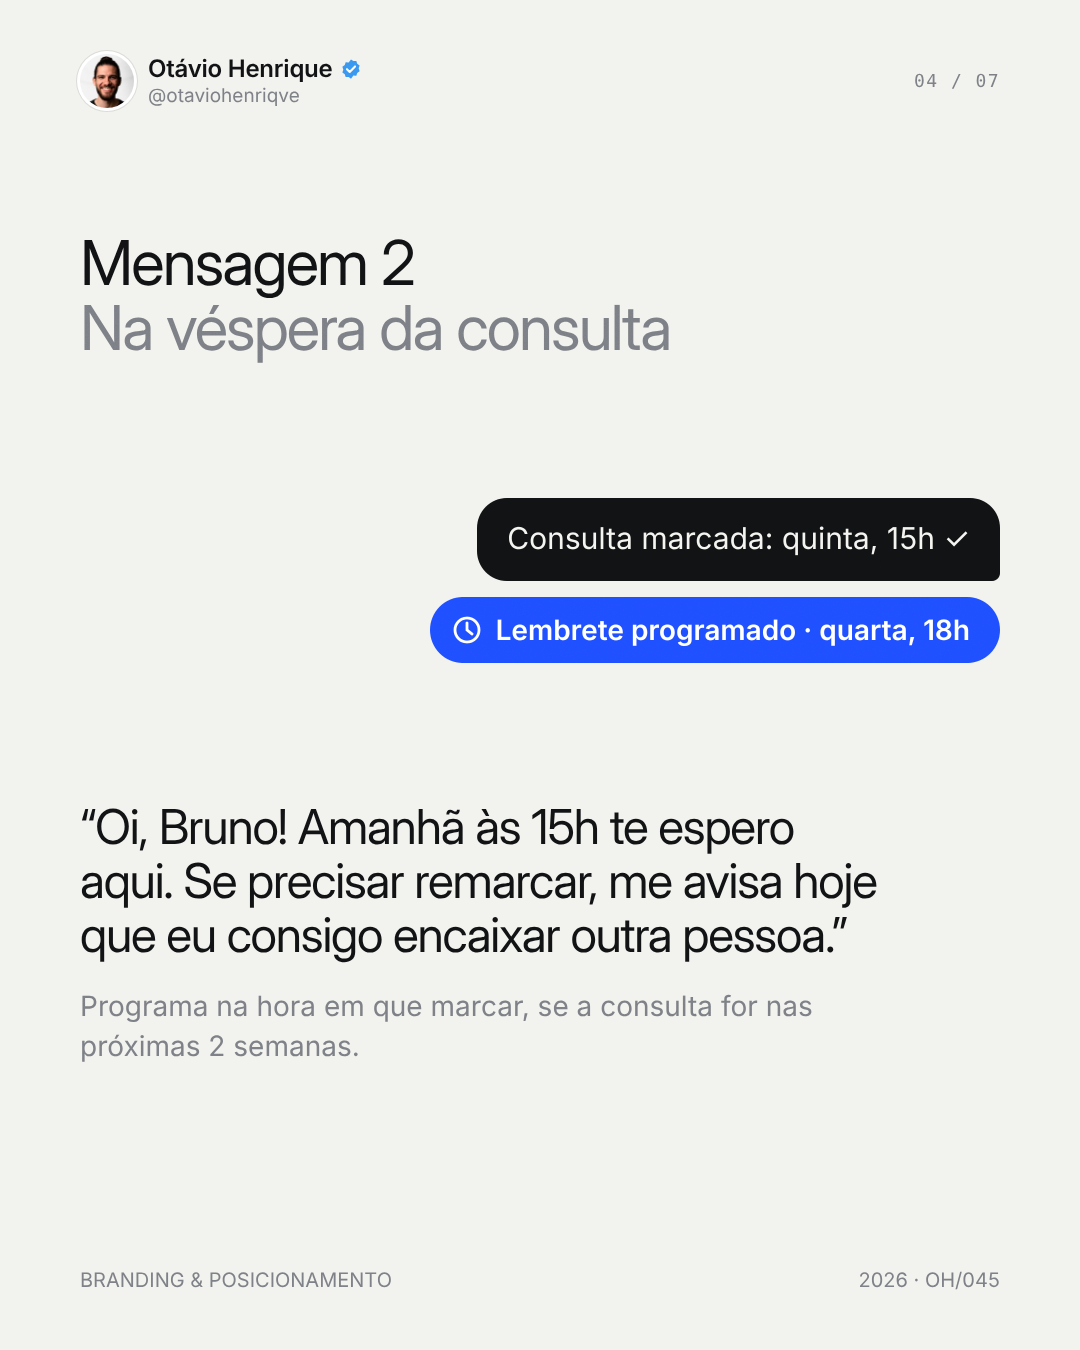 Otávio Henrique
@otaviohenriqve
04 / 07
Mensagem 2
Na véspera da consulta
Consulta marcada: quinta, 15h ✓
Lembrete programado · quarta, 18h
“Oi, Bruno! Amanhã às 15h te espero
aqui. Se precisar remarcar, me avisa hoje
que eu consigo encaixar outra pessoa.”
Programa na hora em que marcar, se a consulta for nas
próximas 2 semanas.
BRANDING & POSICIONAMENTO
2026 · OH/045